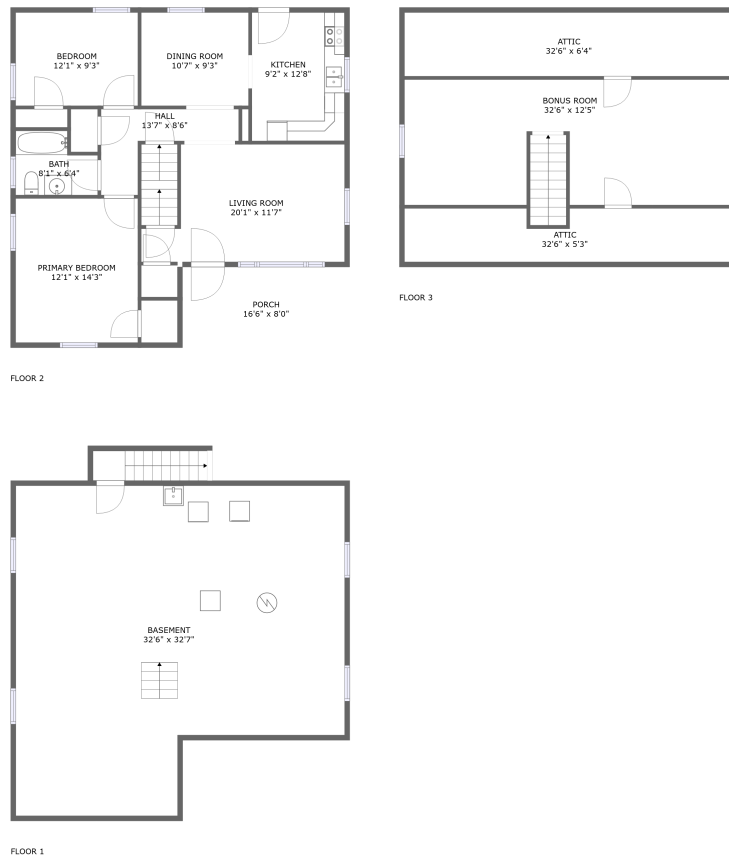 BEDROOM
12'1" x 9'3"
DINING ROOM
10'7" x 9'3"
KITCHEN
9'2" x 12'8"
HALL
13'7" x 8'6"
BATH
8'1" x 6'4"
LIVING ROOM
20'1" x 11'7"
PRIMARY BEDROOM
12'1" x 14'3"
PORCH
16'6" x 8'0"
FLOOR 2
ATTIC
32'6" x 6'4"
BONUS ROOM
32'6" x 12'5"
ATTIC
32'6" x 5'3"
FLOOR 3
BASEMENT
32'6" x 32'7"
FLOOR 1